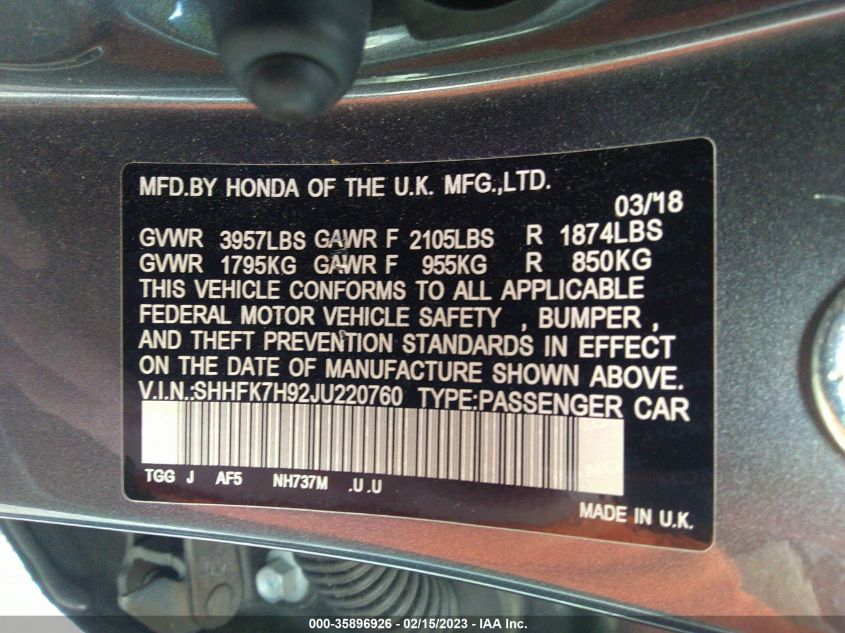 MFD.BY HONDA OF THE U.K. MFG.,LTD.
03/18
GVWR 3957LBS GAWR F 2105LBS R 1874LBS
GVWR 1795KG GAWR F 955KG R 850KG
THIS VEHICLE CONFORMS TO ALL APPLICABLE
FEDERAL MOTOR VEHICLE SAFETY , BUMPER ,
AND THEFT PREVENTION STANDARDS IN EFFECT
ON THE DATE OF MANUFACTURE SHOWN ABOVE.
V.I.N.:SHHFK7H92JU220760 TYPE:PASSENGER CAR
TGG J AF5 NH737M .U .U
MADE IN U.K.
000-35896926 - 02/15/2023 - IAA Inc.